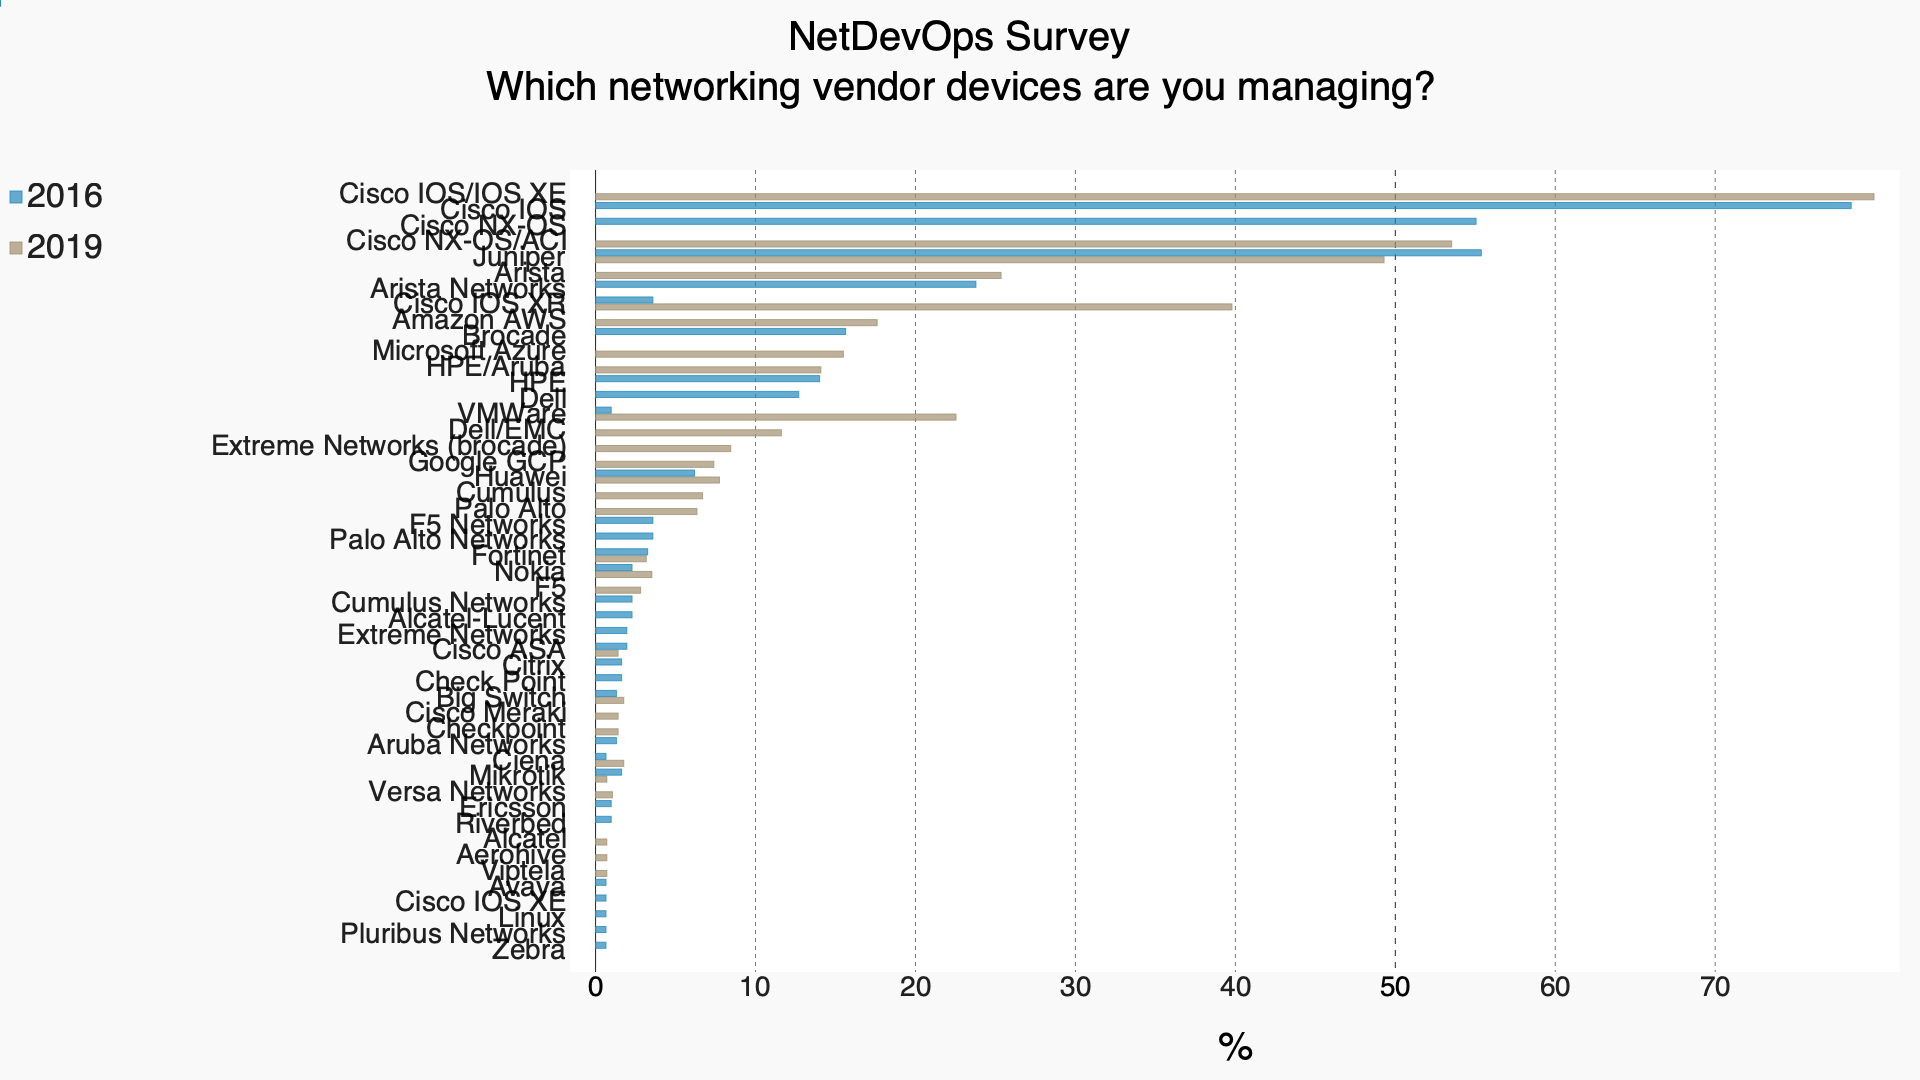 NetDevOps Survey
Which networking vendor devices are you managing?
2016
2019
Cisco IOS/IOS XE
Cisco IOS
Cisco NX-OS
Cisco NX-OS/ACI
Juniper
Arista
Arista Networks
Cisco IOS XR
Amazon AWS
Brocade
Microsoft Azure
HPE/Aruba
HPE
Dell
VMWare
Dell/EMC
Extreme Networks (brocade)
Google GCP
Huawei
Cumulus
Palo Alto
F5 Networks
Palo Alto Networks
Fortinet
Nokia
F5
Cumulus Networks
Alcatel-Lucent
Extreme Networks
Cisco ASA
Citrix
Check Point
Big Switch
Cisco Meraki
Checkpoint
Aruba Networks
Ciena
Mikrotik
Versa Networks
Ericsson
Riverbed
Alcatel
Aerohive
Viptela
Avaya
Cisco IOS XE
Linux
Pluribus Networks
Zebra
0 10 20 30 40 50 60 70
%